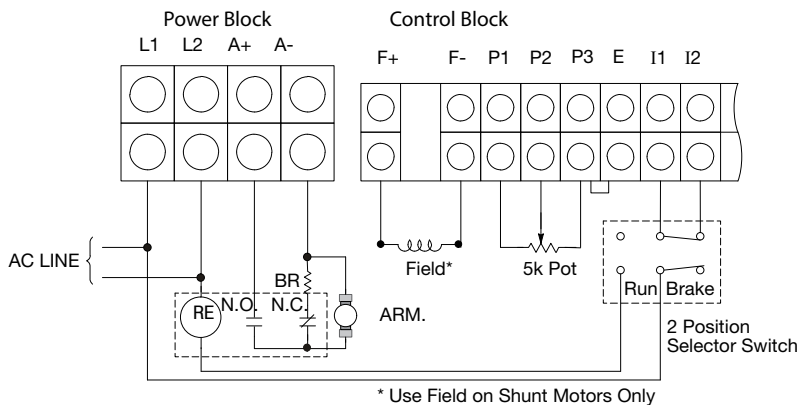 Power Block
Control Block
L1 L2 A+ A-
F+ F- P1 P2 P3 E I1 I2
AC LINE
Field*
5k Pot
BR
RE
N.O.
N.C.
ARM.
Run Brake
2 Position
Selector Switch
* Use Field on Shunt Motors Only